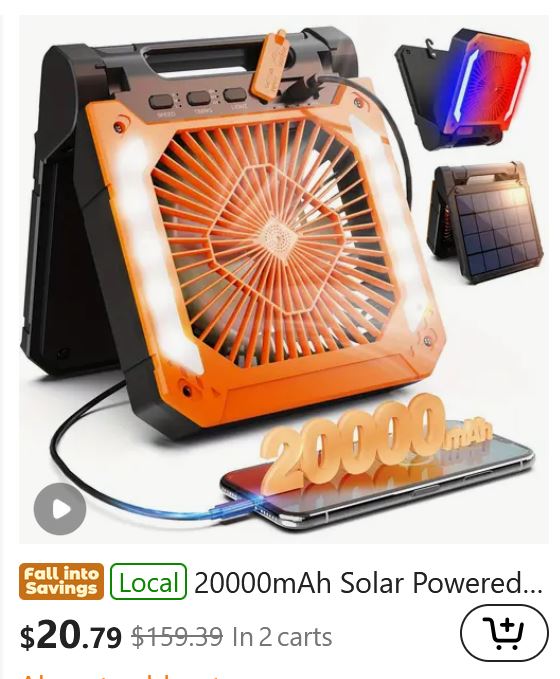 SPEED
TIMING
LIGHT
20000mAh
Fall into
Savings
Local
20000mAh Solar Powered...
$20.79 $159.39 In 2 carts